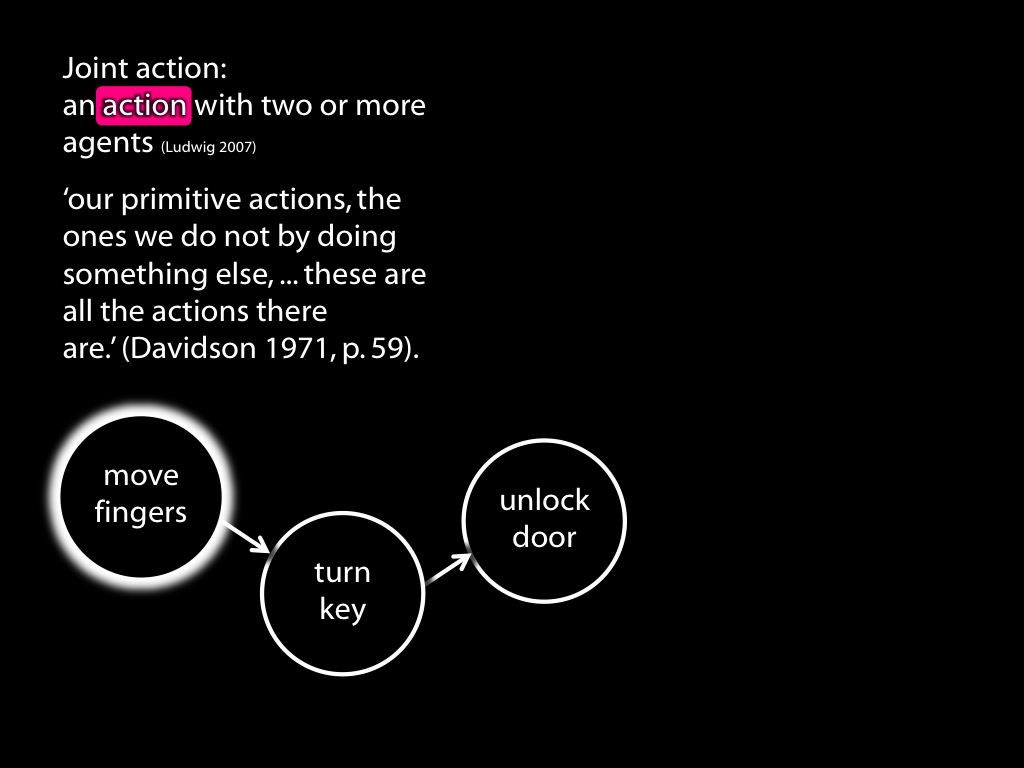 Joint action:
an action with two or more
agents (Ludwig 2007)
‘our primitive actions, the
ones we do not by doing
something else, ... these are
all the actions there
are.’ (Davidson 1971, p. 59).
move
fingers
turn
key
unlock
door